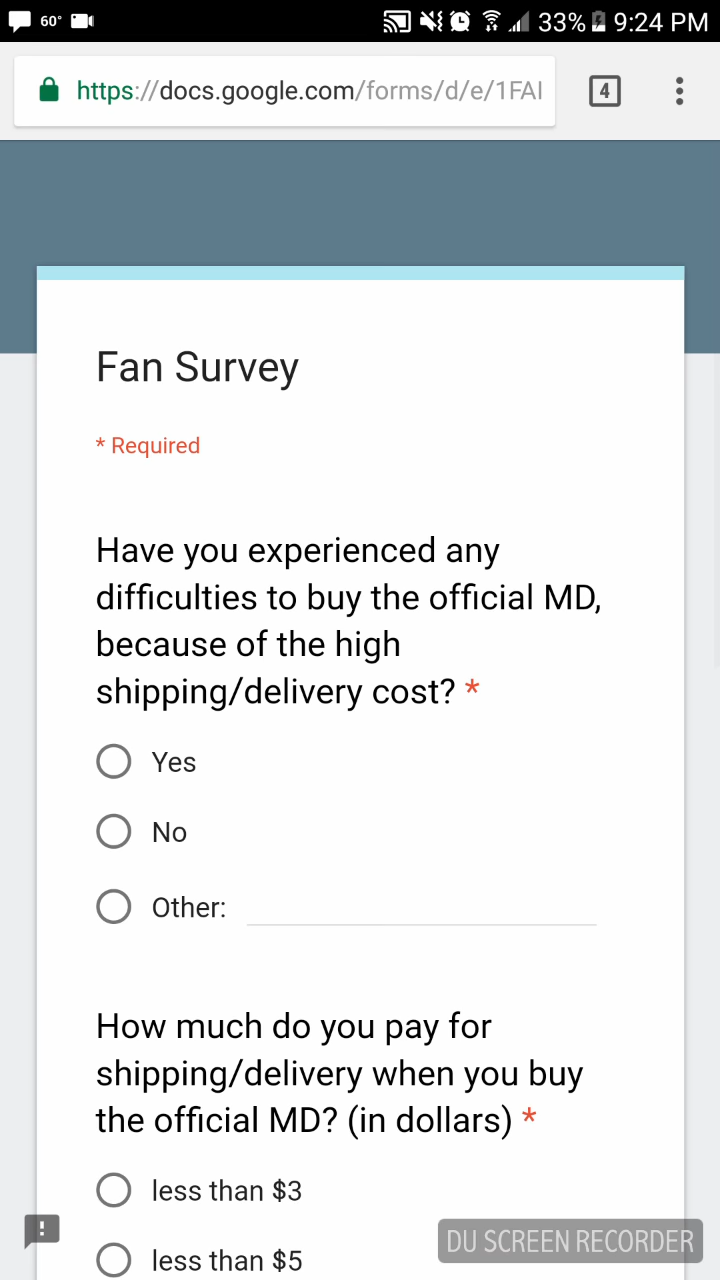 60°
33%
9:24 PM
https://docs.google.com/forms/d/e/1FAI
4
Fan Survey
* Required
Have you experienced any
difficulties to buy the official MD,
because of the high
shipping/delivery cost? *
Yes
No
Other:
How much do you pay for
shipping/delivery when you buy
the official MD? (in dollars) *
less than $3
less than $5
DU SCREEN RECORDER